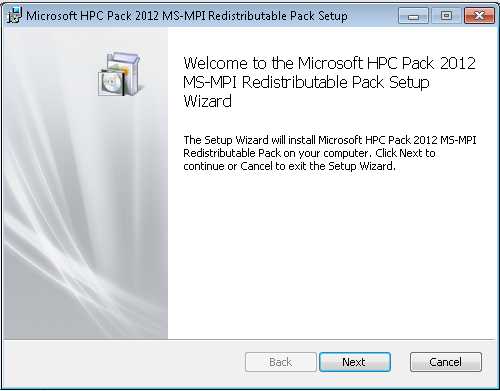 Microsoft HPC Pack 2012 MS-MPI Redistributable Pack Setup
Welcome to the Microsoft HPC Pack 2012
MS-MPI Redistributable Pack Setup
Wizard
The Setup Wizard will install Microsoft HPC Pack 2012 MS-MPI
Redistributable Pack on your computer. Click Next to
continue or Cancel to exit the Setup Wizard.
Back Next Cancel